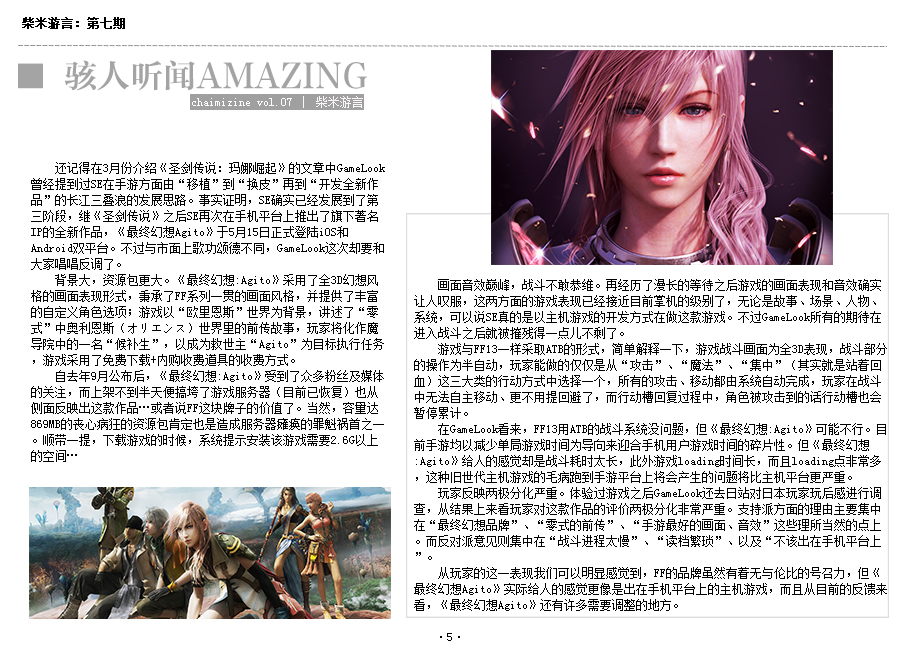 柴米游言：第七期
骇人听闻AMAZING
chaimizine vol.07 | 柴米游言
还记得在3月份介绍《圣剑传说：玛娜崛起》的文章中GameLook
曾经提到过SE在手游方面由“移植”到“换皮”再到“开发全新作
品”的长江三叠浪的发展思路。事实证明，SE确实已经发展到了第
三阶段，继《圣剑传说》之后SE再次在手机平台上推出了旗下著名
IP的全新作品，《最终幻想Agito》于5月15日正式登陆iOS和
Android双平台。不过与市面上歌功颂德不同，GameLook这次却要和
大家唱唱反调了。
背景大，资源包更大。《最终幻想:Agito》采用了全3D幻想风
格的画面表现形式，秉承了FF系列一贯的画面风格，并提供了丰富
的自定义角色选项；游戏以“欧里恩斯”世界为背景，讲述了“零
式”中奥利恩斯（オリエンス）世界里的前传故事，玩家将化作魔
导院中的一名“候补生”，以成为救世主“Agito”为目标执行任务
，游戏采用了免费下载+内购收费道具的收费方式。
自去年9月公布后，《最终幻想:Agito》受到了众多粉丝及媒体
的关注，而上架不到半天便搞垮了游戏服务器（目前已恢复）也从
侧面反映出这款作品…或者说FF这块牌子的价值了。当然，容量达
869MB的丧心病狂的资源包肯定也是造成服务器瘫痪的罪魁祸首之一
。顺带一提，下载游戏的时候，系统提示安装该游戏需要2.6G以上
的空间…
画面音效巅峰，战斗不敢恭维。再经历了漫长的等待之后游戏的画面表现和音效确实
让人叹服，这两方面的游戏表现已经接近目前掌机的级别了，无论是故事、场景、人物、
系统，可以说SE真的是以主机游戏的开发方式在做这款游戏。不过GameLook所有的期待在
进入战斗之后就被摧残得一点儿不剩了。
游戏与FF13一样采取ATB的形式，简单解释一下，游戏战斗画面为全3D表现，战斗部分
的操作为半自动，玩家能做的仅仅是从“攻击”、“魔法”、“集中”（其实就是站着回
血）这三大类的行动方式中选择一个，所有的攻击、移动都由系统自动完成，玩家在战斗
中无法自主移动、更不用提回避了，而行动槽回复过程中，角色被攻击到的话行动槽也会
暂停累计。
在GameLook看来，FF13用ATB的战斗系统没问题，但《最终幻想:Agito》可能不行。目
前手游均以减少单局游戏时间为导向来迎合手机用户游戏时间的碎片性。但《最终幻想
:Agito》给人的感觉却是战斗耗时太长，此外游戏loading时间长，而且loading点非常多
，这种旧世代主机游戏的毛病跑到手游平台上将会产生的问题将比主机平台更严重。
玩家反映两极分化严重。体验过游戏之后GameLook还去日站对日本玩家玩后感进行调
查，从结果上来看玩家对这款作品的评价两极分化非常严重。支持派方面的理由主要集中
在“最终幻想品牌”、“零式的前传”、“手游最好的画面、音效”这些理所当然的点上
。而反对派意见则集中在“战斗进程太慢”、“读档繁琐”、以及“不该出在手机平台上
”。
从玩家的这一表现我们可以明显感觉到，FF的品牌虽然有着无与伦比的号召力，但《
最终幻想Agito》实际给人的感觉更像是出在手机平台上的主机游戏，而且从目前的反馈来
看，《最终幻想Agito》还有许多需要调整的地方。
·5·